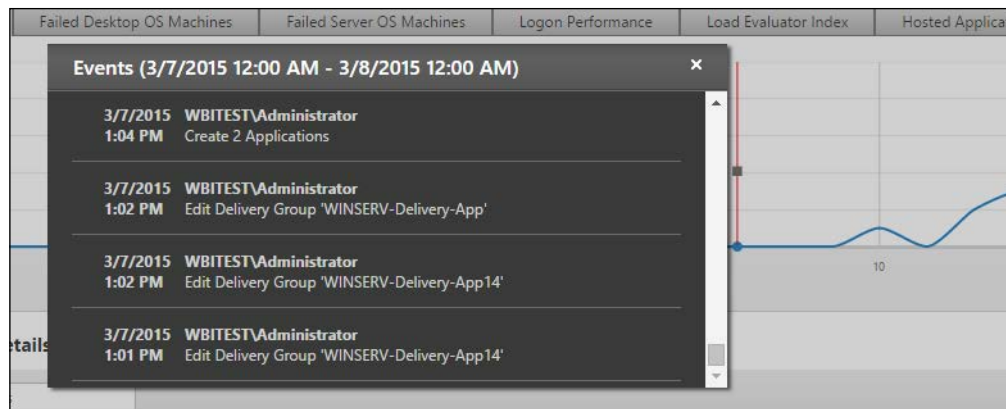 Failed Desktop OS Machines Failed Server OS Machines Logon Performance Load Evaluator Index Hosted
Events (3/7/2015 12:00 AM - 3/8/2015 12:00 AM) ×
3/7/2015 WBITEST\Administrator
1:04 PM Create 2 Applications
3/7/2015 WBITEST\Administrator
1:02 PM Edit Delivery Group 'WINSERV-Delivery-App'
3/7/2015 WBITEST\Administrator
1:02 PM Edit Delivery Group 'WINSERV-Delivery-App14'
10
3/7/2015 WBITEST\Administrator
1:01 PM Edit Delivery Group 'WINSERV-Delivery-App14'